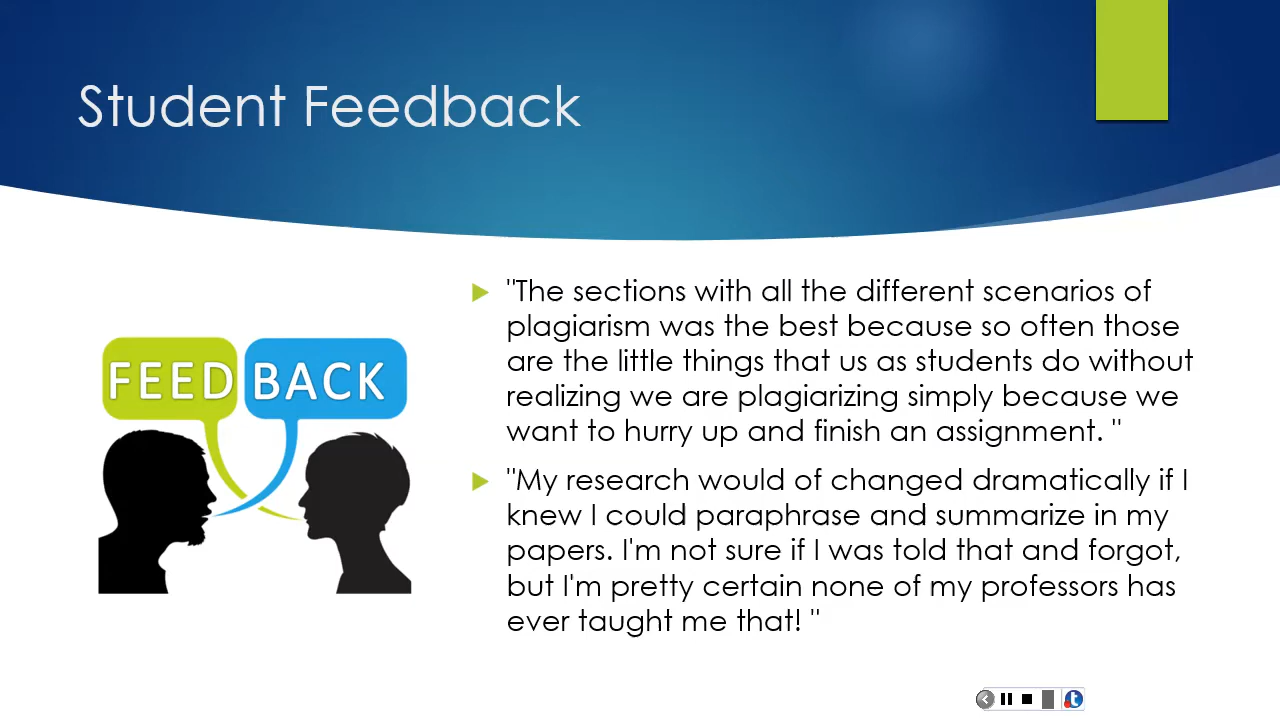 Student Feedback
FEED BACK
"The sections with all the different scenarios of
plagiarism was the best because so often those
are the little things that us as students do without
realizing we are plagiarizing simply because we
want to hurry up and finish an assignment. "
"My research would of changed dramatically if I
knew I could paraphrase and summarize in my
papers. I'm not sure if I was told that and forgot,
but I'm pretty certain none of my professors has
ever taught me that! "
t